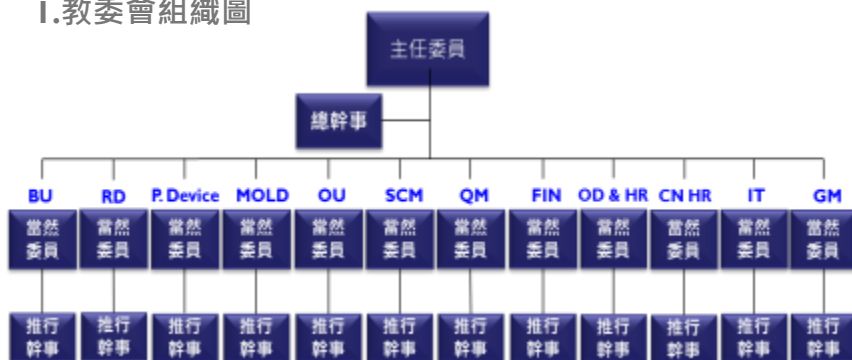 1.教委會組織圖
主任委員
總幹事
BU RD P. Device MOLD OU SCM QM FIN OD & HR CN HR IT GM
當然 當然 當然 當然 當然 當然 當然 當然 當然 當然 當然 當然
委員 委員 委員 委員 委員 委員 委員 委員 委員 委員 委員 委員
推行 推行 推行 推行 推行 推行 推行 推行 推行 推行 推行 推行
幹事 幹事 幹事 幹事 幹事 幹事 幹事 幹事 幹事 幹事 幹事 幹事